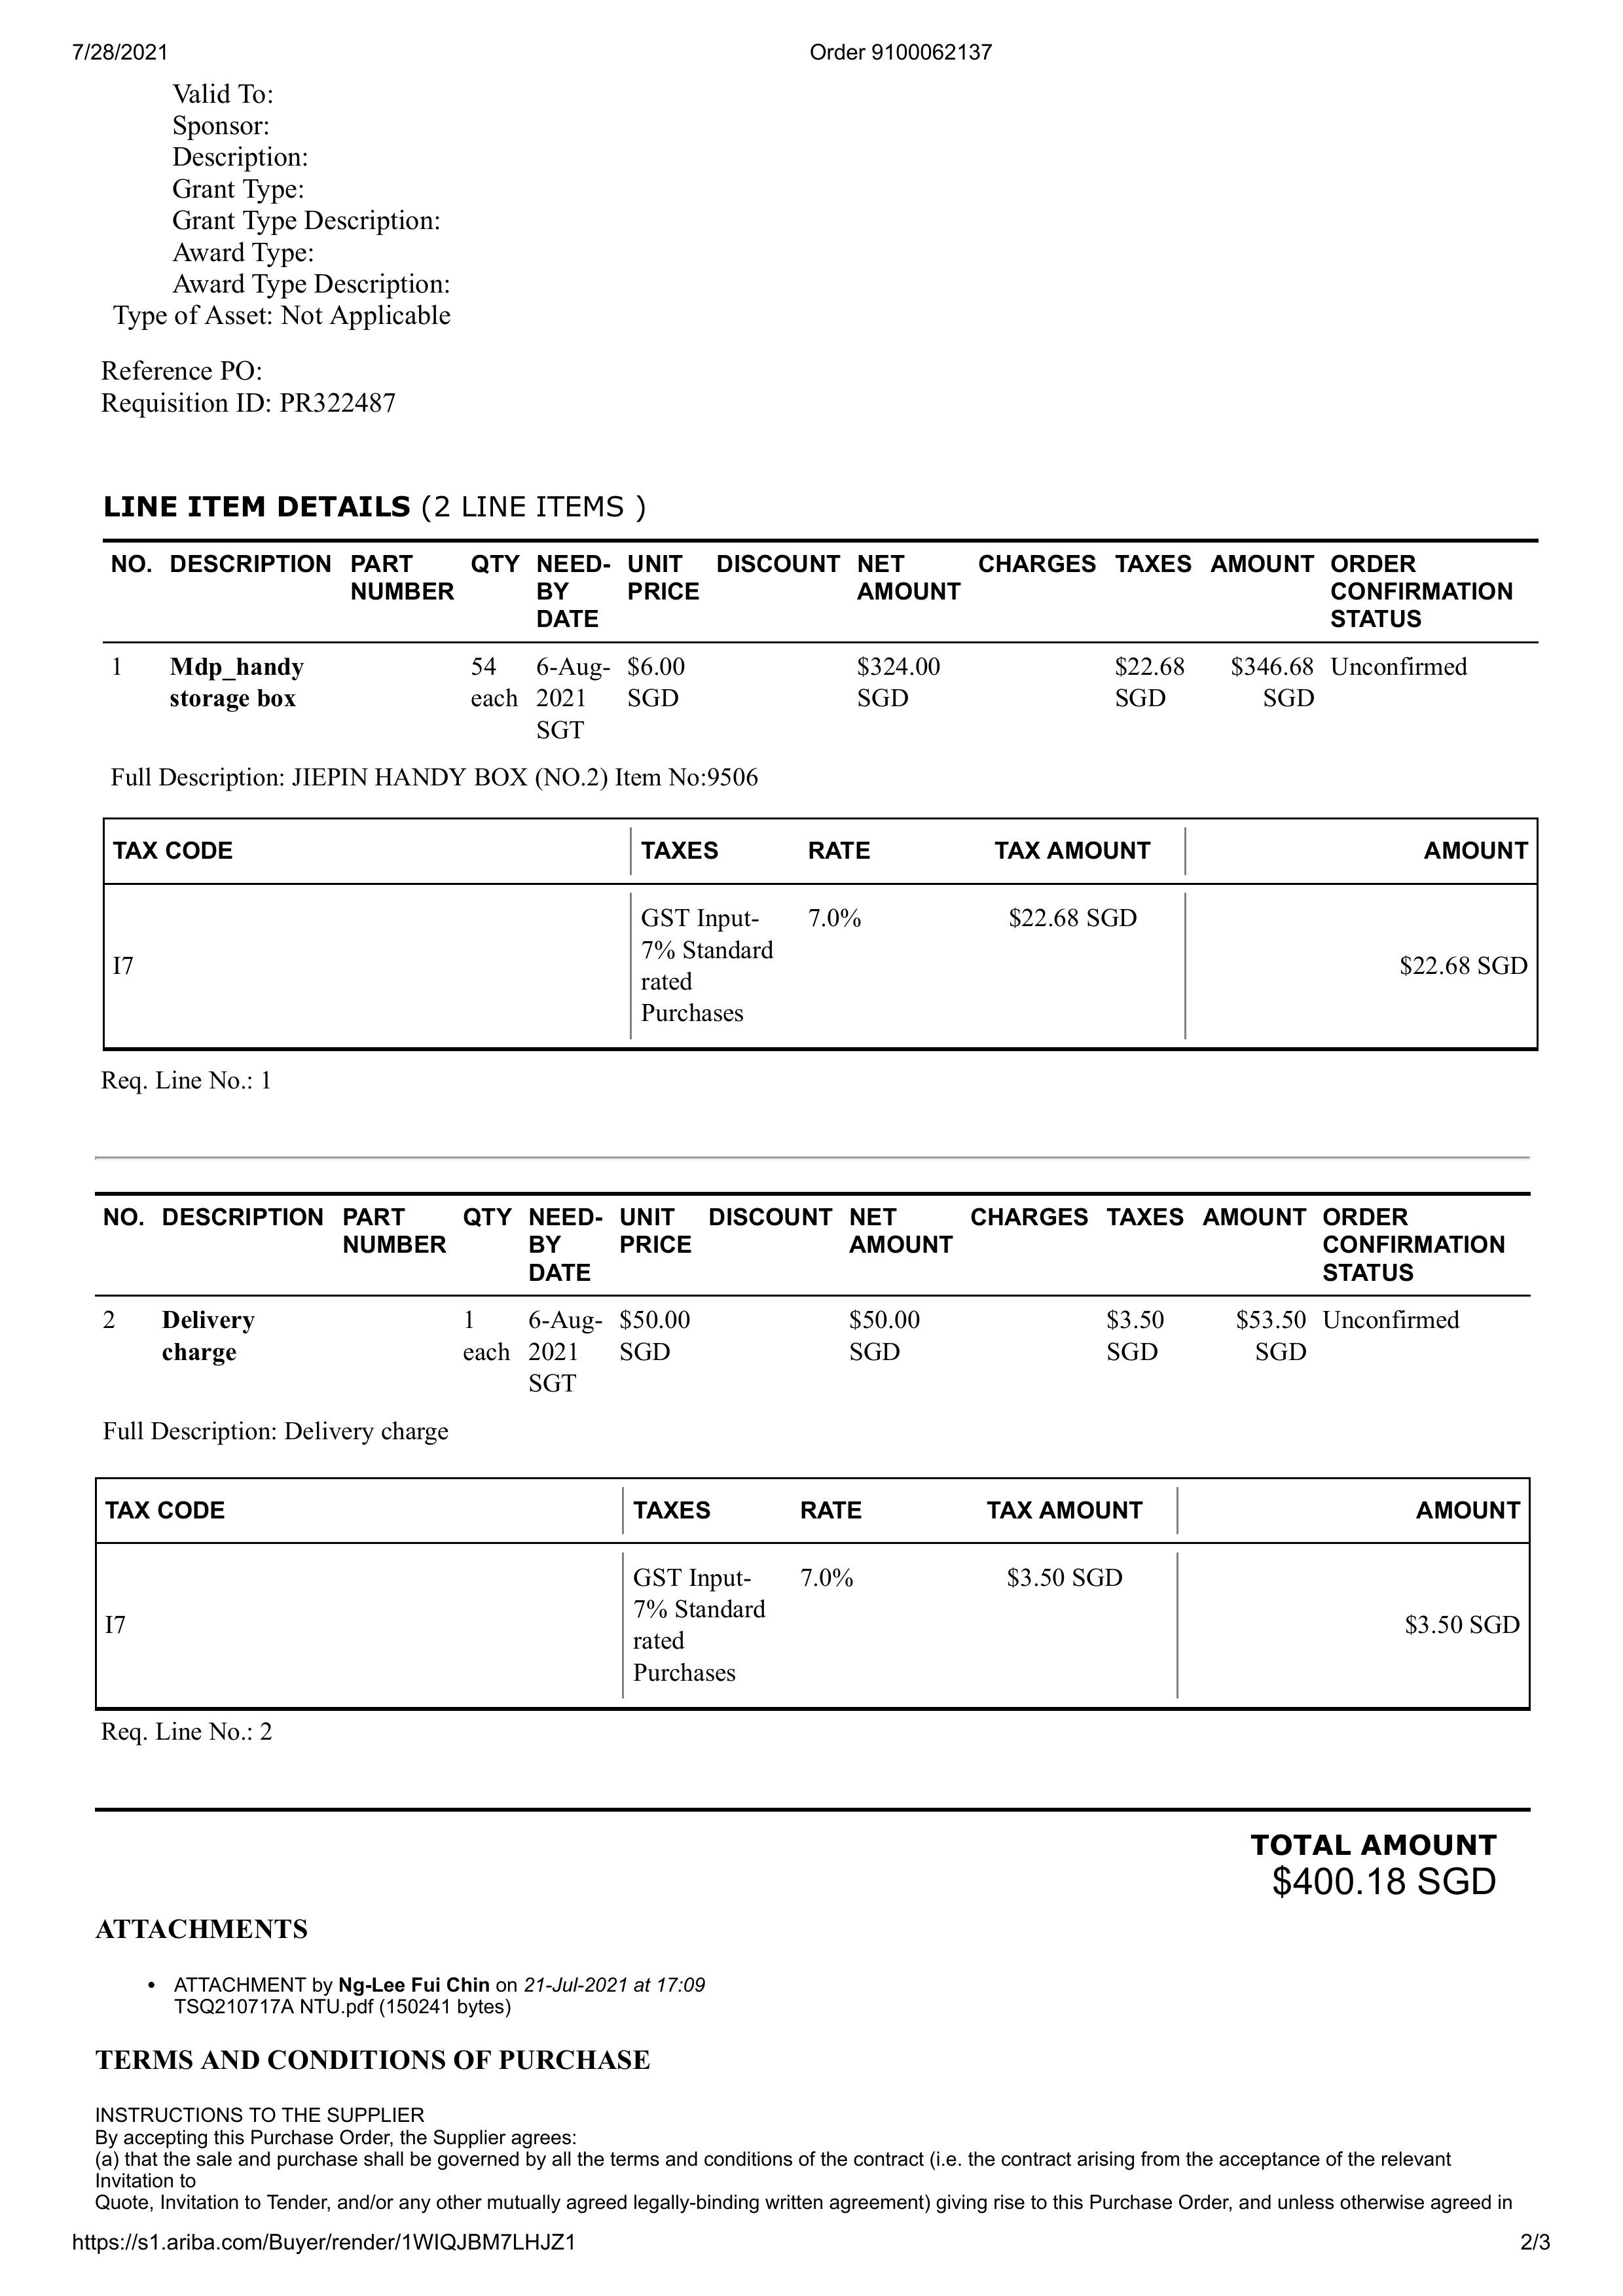 7/28/2021 Order 9100062137
Valid To:
Sponsor:
Description:
Grant Type:
Grant Type Description:
Award Type:
Award Type Description:
Type of Asset: Not Applicable
Reference PO:
Requisition ID: PR322487
LINE ITEM DETAILS (2 LINE ITEMS )
NO. DESCRIPTION PART QTY NEED- UNIT DISCOUNT NET CHARGES TAXES AMOUNT ORDER
NUMBER BY PRICE AMOUNT CONFIRMATION
DATE STATUS
1 Mdp_handy 54 6-Aug- $6.00 $324.00 $22.68 $346.68 Unconfirmed
storage box each 2021 SGD SGD SGD SGD
SGT
Full Description: JIEPIN HANDY BOX (NO.2) Item No:9506
TAX CODE TAXES RATE TAX AMOUNT AMOUNT
GST Input- 7.0% $22.68 SGD
7% Standard
I7 $22.68 SGD
rated
Purchases
Req. Line No.: 1
NO. DESCRIPTION PART QTY NEED- UNIT DISCOUNT NET CHARGES TAXES AMOUNT ORDER
NUMBER BY PRICE AMOUNT CONFIRMATION
DATE STATUS
2 Delivery 1 6-Aug- $50.00 $50.00 $3.50 $53.50 Unconfirmed
charge each 2021 SGD SGD SGD SGD
SGT
Full Description: Delivery charge
TAX CODE TAXES RATE TAX AMOUNT AMOUNT
GST Input- 7.0% $3.50 SGD
7% Standard
I7 $3.50 SGD
rated
Purchases
Req. Line No.: 2
TOTAL AMOUNT
$400.18 SGD
ATTACHMENTS
• ATTACHMENT by Ng-Lee Fui Chin on 21-Jul-2021 at 17:09
TSQ210717A NTU.pdf (150241 bytes)
TERMS AND CONDITIONS OF PURCHASE
INSTRUCTIONS TO THE SUPPLIER
By accepting this Purchase Order, the Supplier agrees:
(a) that the sale and purchase shall be governed by all the terms and conditions of the contract (i.e. the contract arising from the acceptance of the relevant
Invitation to
Quote, Invitation to Tender, and/or any other mutually agreed legally-binding written agreement) giving rise to this Purchase Order, and unless otherwise agreed in
https://s1.ariba.com/Buyer/render/1WIQJBM7LHJZ1 2/3